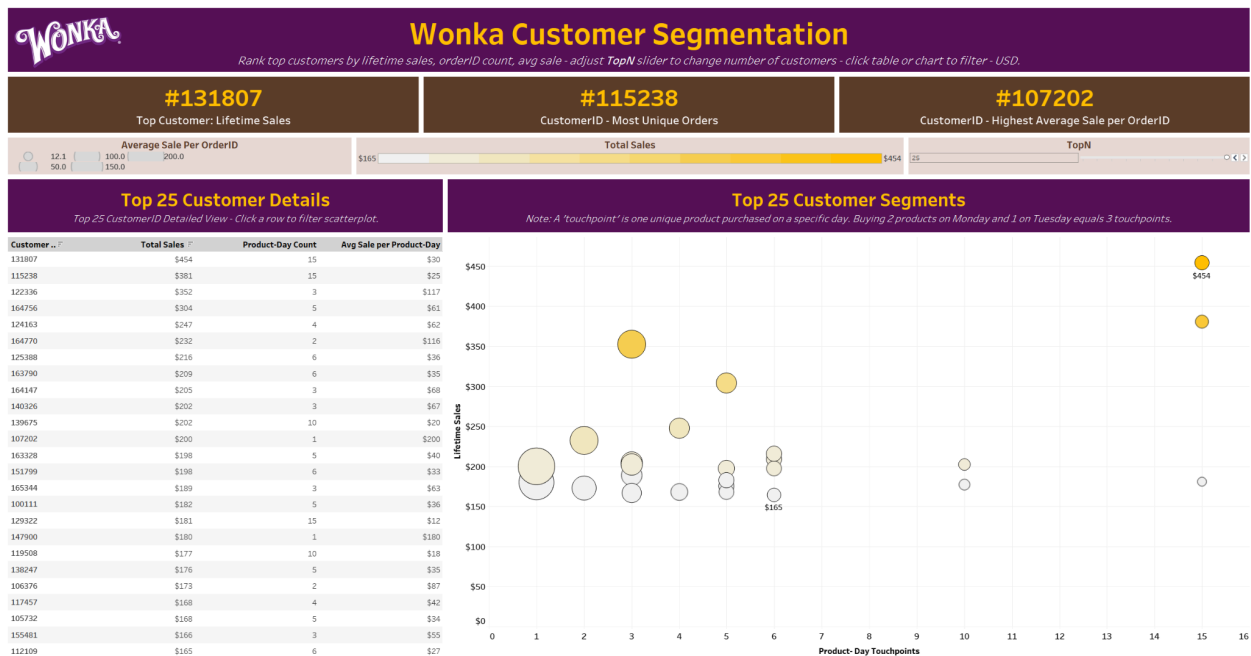 WONKA
Wonka Customer Segmentation
Rank top customers by lifetime sales, orderID count, avg sale - adjust TopN slider to change number of customers - click table or chart to filter - USD.
#131807
Top Customer: Lifetime Sales
#115238
CustomerID - Most Unique Orders
#107202
CustomerID - Highest Average Sale per OrderID
Average Sale Per OrderID
12.1 100.0 200.0
50.0 150.0
Total Sales
$165 $454
TopN
25
Top 25 Customer Details
Top 25 CustomerID Detailed View - Click a row to filter scatterplot.
Customer .. Total Sales Product-Day Count Avg Sale per Product-Day
131807 $454 15 $30
115238 $381 15 $25
122336 $352 3 $117
164756 $304 5 $61
124163 $247 4 $62
164770 $232 2 $116
125388 $216 6 $36
163790 $209 6 $35
164147 $205 3 $68
140326 $202 3 $67
139675 $202 10 $20
107202 $200 1 $200
163328 $198 5 $40
151799 $198 6 $33
165344 $189 3 $63
100111 $182 5 $36
129322 $181 15 $12
147900 $180 1 $180
119508 $177 10 $18
138247 $176 5 $35
106376 $173 2 $87
117457 $168 4 $42
105732 $168 5 $34
155481 $166 3 $55
112109 $165 6 $27
Top 25 Customer Segments
Note: A 'touchpoint' is one unique product purchased on a specific day. Buying 2 products on Monday and 1 on Tuesday equals 3 touchpoints.
Lifetime Sales
$450
$400
$350
$300
$250
$200
$150
$100
$50
$0
$454
$165
0 1 2 3 4 5 6 7 8 9 10 11 12 13 14 15 16
Product- Day Touchpoints